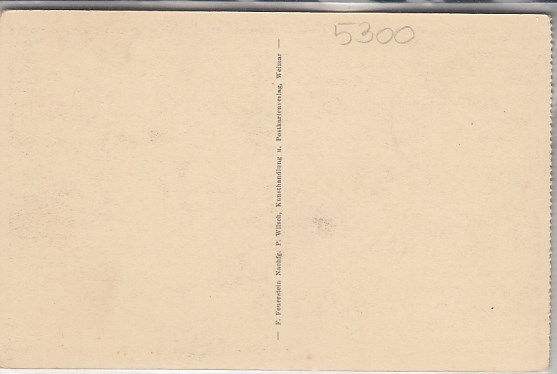 5300
— F. Feuerstein Nachfg. P. Wilsch, Kunsthandlung u. Postkartenverlag, Weimar —